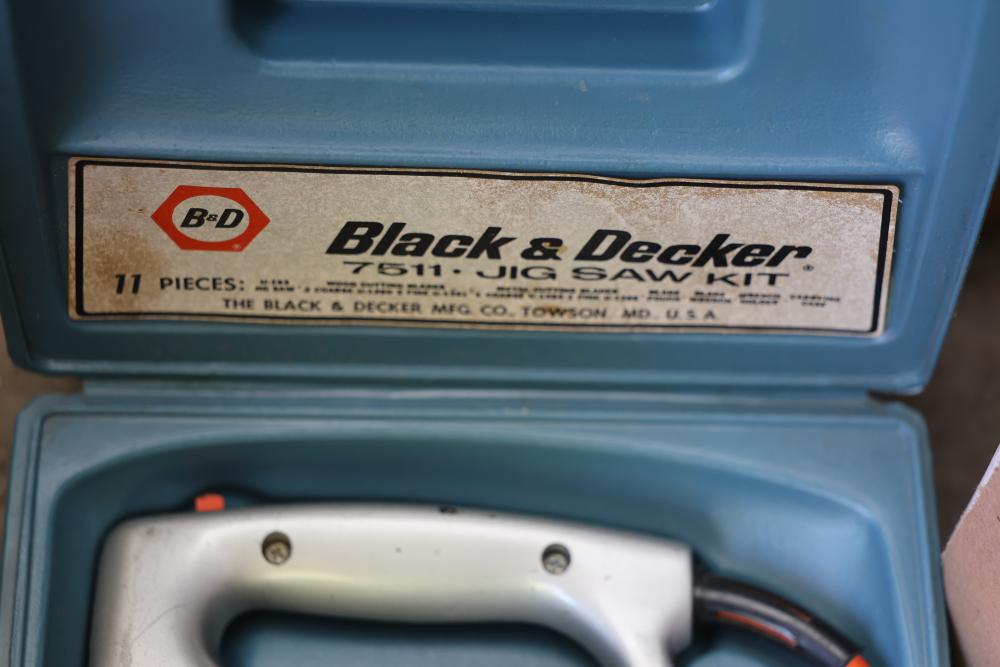 B&D
Black & Decker®
7511 · JIG SAW KIT
11 PIECES:
THE BLACK & DECKER MFG. CO., TOWSON, MD., U.S.A.